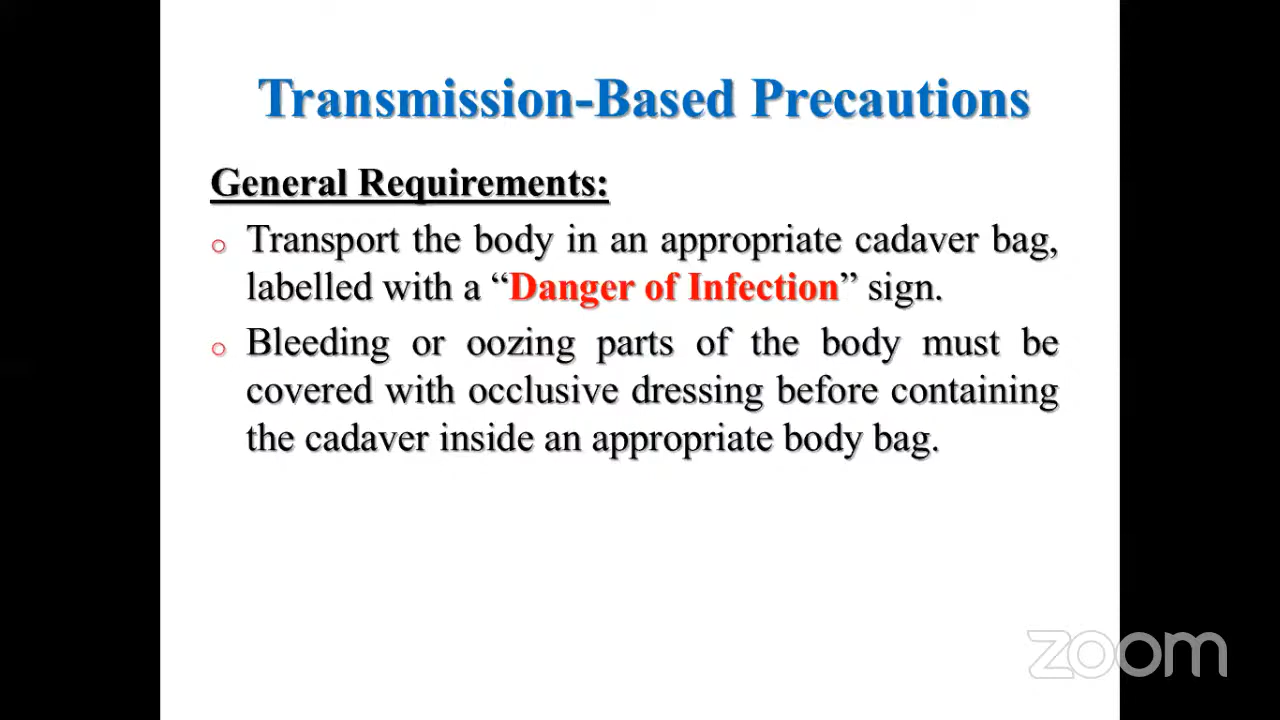 Transmission-Based Precautions
General Requirements:
o Transport the body in an appropriate cadaver bag,
labelled with a “Danger of Infection” sign.
o Bleeding or oozing parts of the body must be
covered with occlusive dressing before containing
the cadaver inside an appropriate body bag.
zoom